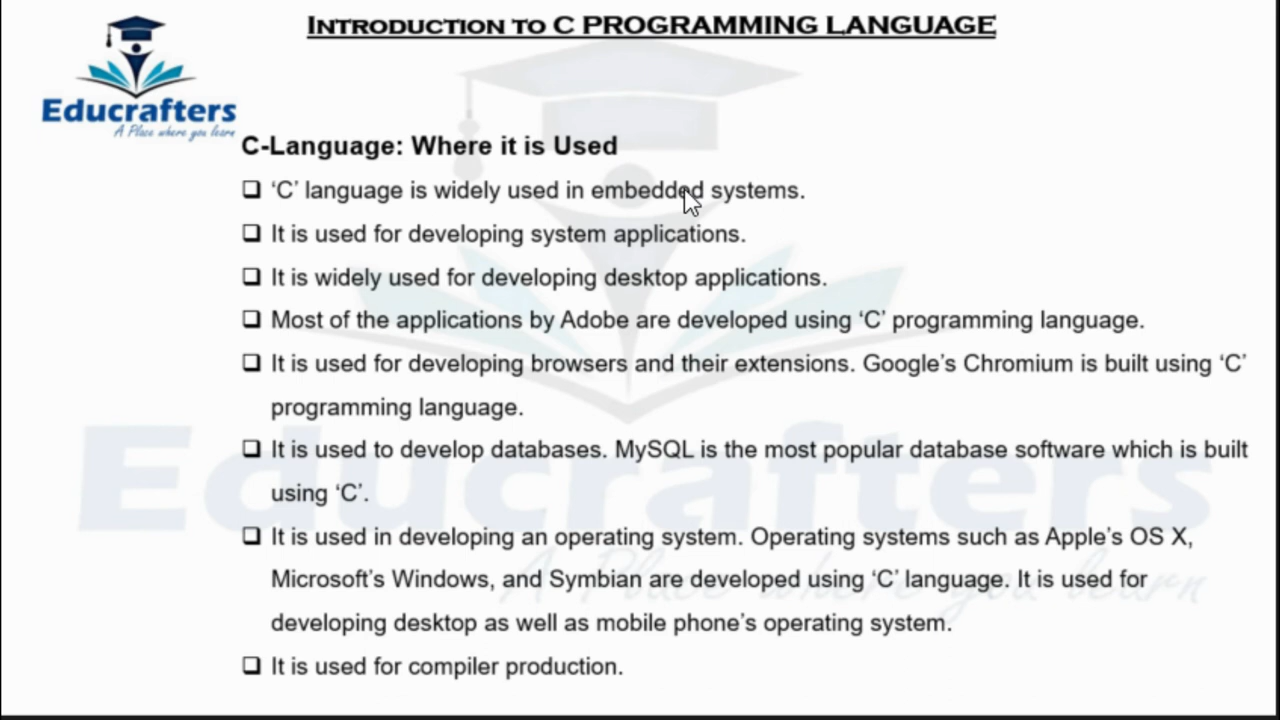 INTRODUCTION TO C PROGRAMMING LANGUAGE
Educrafters
A Place where you learn
C-Language: Where it is Used
❑ ‘C’ language is widely used in embedded systems.
❑ It is used for developing system applications.
❑ It is widely used for developing desktop applications.
❑ Most of the applications by Adobe are developed using ‘C’ programming language.
❑ It is used for developing browsers and their extensions. Google’s Chromium is built using ‘C’
programming language.
❑ It is used to develop databases. MySQL is the most popular database software which is built
using ‘C’.
❑ It is used in developing an operating system. Operating systems such as Apple’s OS X,
Microsoft’s Windows, and Symbian are developed using ‘C’ language. It is used for
developing desktop as well as mobile phone’s operating system.
❑ It is used for compiler production.
Educrafters
A Place where you learn